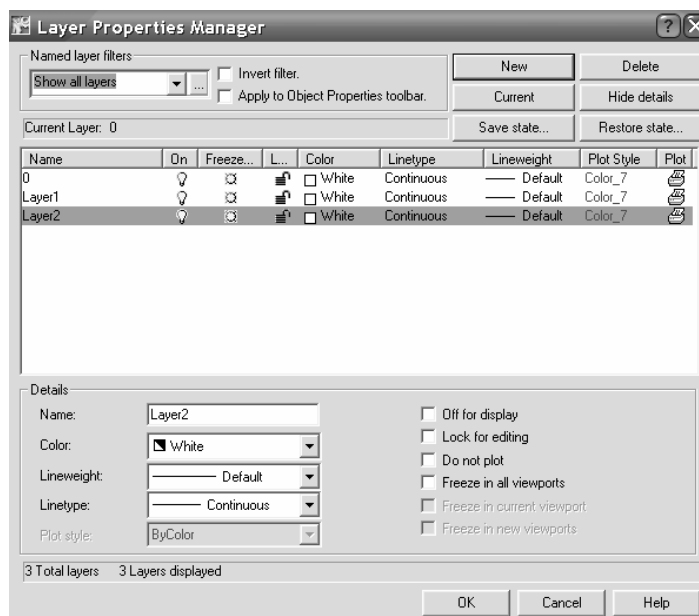 Layer Properties Manager
Named layer filters
Show all layers
...
Invert filter.
Apply to Object Properties toolbar.
New
Delete
Current
Hide details
Current Layer: 0
Save state...
Restore state...
Name On Freeze... L... Color Linetype Lineweight Plot Style Plot
0 White Continuous Default Color_7
Layer1 White Continuous Default Color_7
Layer2 White Continuous Default Color_7
Details
Name: Layer2
Color: White
Lineweight: Default
Linetype: Continuous
Plot style: ByColor
Off for display
Lock for editing
Do not plot
Freeze in all viewports
Freeze in current viewport
Freeze in new viewports
3 Total layers 3 Layers displayed
OK Cancel Help